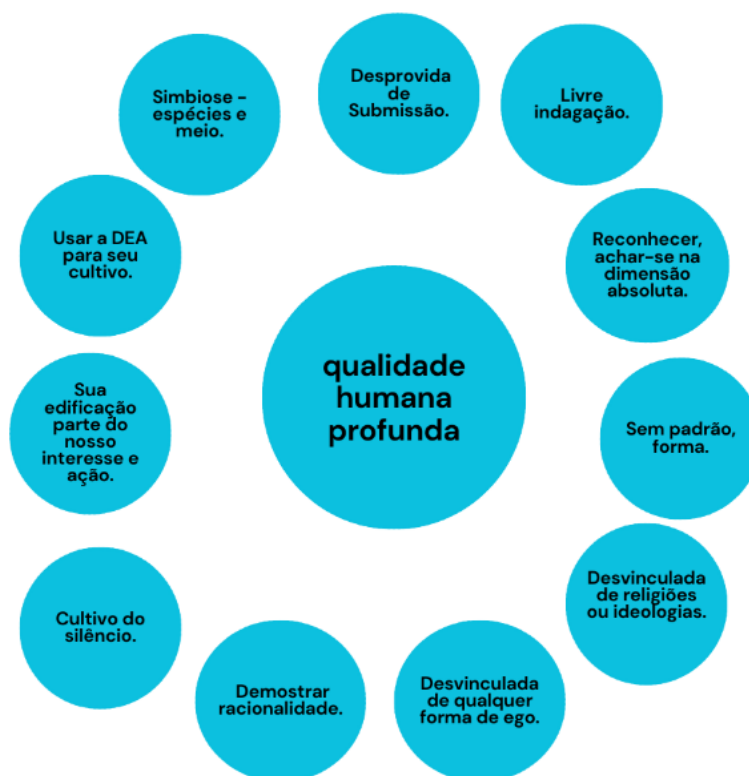 Desprovida
de
Submissão.
Livre
indagação.
Reconhecer,
achar-se na
dimensão
absoluta.
Sem padrão,
forma.
Desvinculada
de religiões
ou ideologias.
Desvinculada
de qualquer
forma de ego.
Demostrar
racionalidade.
Cultivo do
silêncio.
Sua
edificação
parte do
nosso
interesse e
ação.
Usar a DEA
para seu
cultivo.
Simbiose -
espécies e
meio.
qualidade
humana
profunda